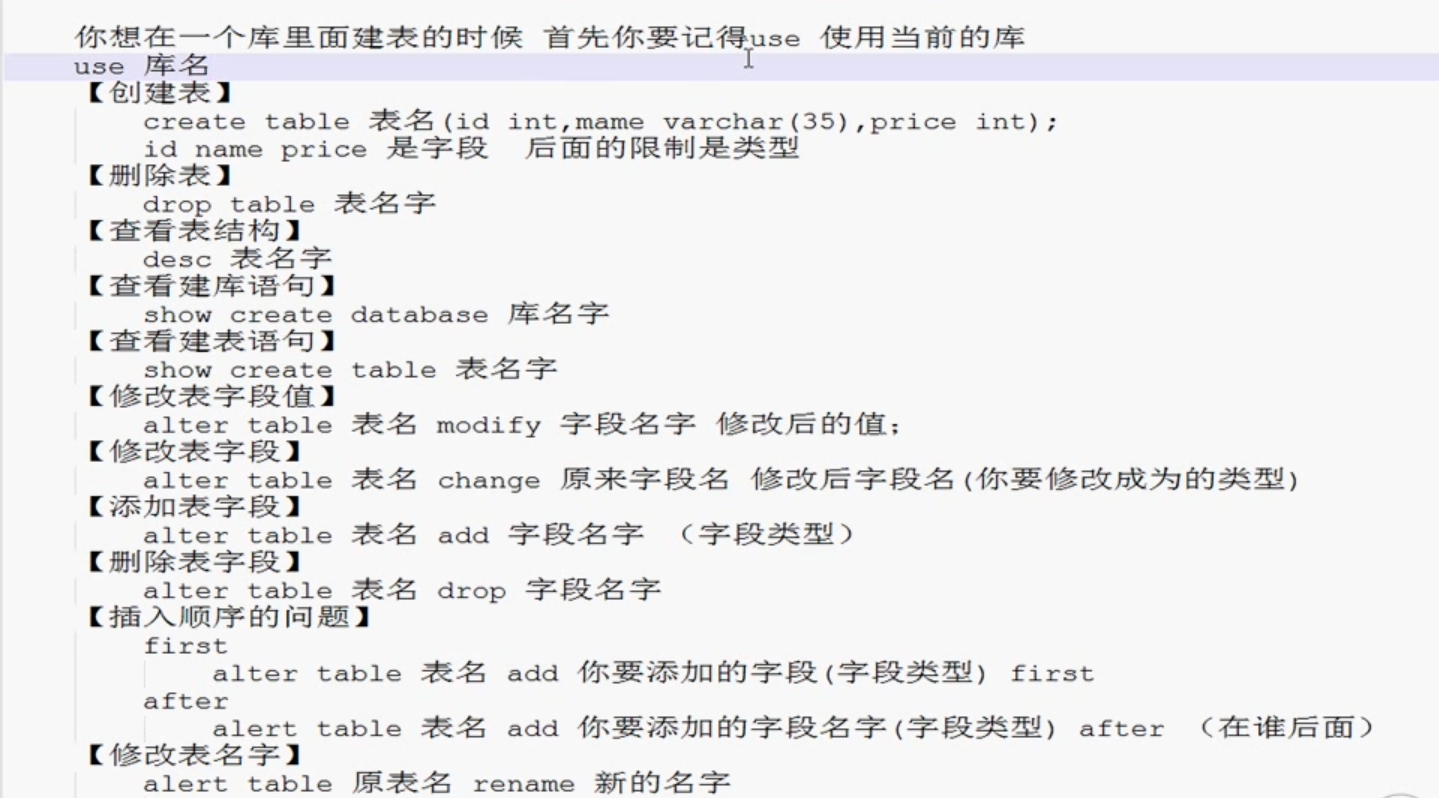 你想在一个库里面建表的时候 首先你要记得use 使用当前的库
use 库名
【创建表】
create table 表名(id int,mame varchar(35),price int);
id name price 是字段 后面的限制是类型
【删除表】
drop table 表名字
【查看表结构】
desc 表名字
【查看建库语句】
show create database 库名字
【查看建表语句】
show create table 表名字
【修改表字段值】
alter table 表名 modify 字段名字 修改后的值;
【修改表字段】
alter table 表名 change 原来字段名 修改后字段名(你要修改成为的类型)
【添加表字段】
alter table 表名 add 字段名字 （字段类型）
【删除表字段】
alter table 表名 drop 字段名字
【插入顺序的问题】
first
alter table 表名 add 你要添加的字段(字段类型) first
after
alert table 表名 add 你要添加的字段名字(字段类型) after （在谁后面）
【修改表名字】
alert table 原表名 rename 新的名字